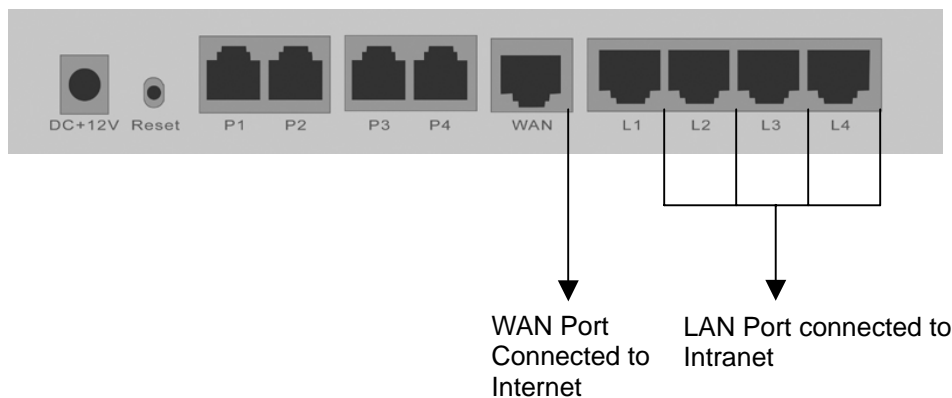 DC+12V Reset P1 P2 P3 P4 WAN L1 L2 L3 L4
WAN Port
Connected to
Internet
LAN Port connected to
Intranet